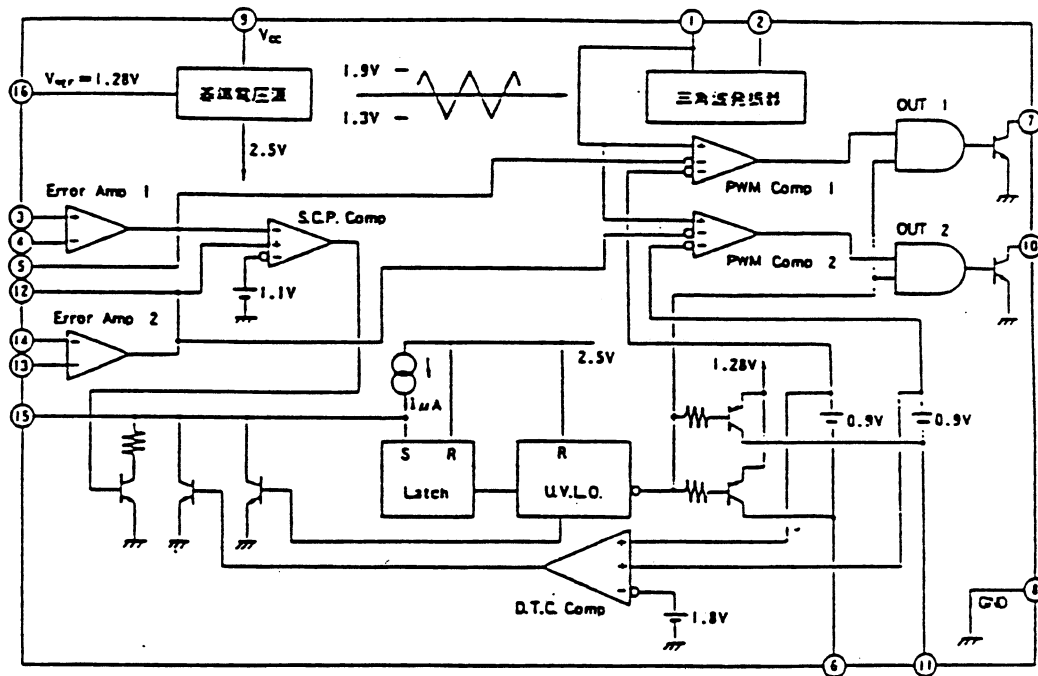 9
1
2
Vcc
16
VREF = 1.28V
基準電圧源
1.9V
1.3V
三角波発振器
OUT 1
7
2.5V
Error Amp 1
3
4
S.C.P. Comp
PWM Comp 1
5
12
1.1V
OUT 2
10
PWM Comp 2
Error Amp 2
14
13
2.5V
1.28V
1μA
15
0.9V
0.9V
S R
Latch
R
U.V.L.O.
D.T.C. Comp
1.8V
GND
8
6
11